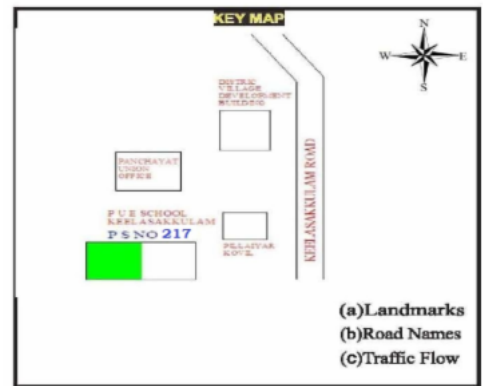 KEY MAP
N
W
E
S
DISTRIC
VILLAGE
DEVELOPMENT
BUILDING
PANCHAYAT
UNION
OFFICE
KEELASAKKULAM ROAD
P U E SCHOOL
KEELASAKKULAM
P S NO 217
PILLAIYAR
KOVIL
(a)Landmarks
(b)Road Names
(c)Traffic Flow